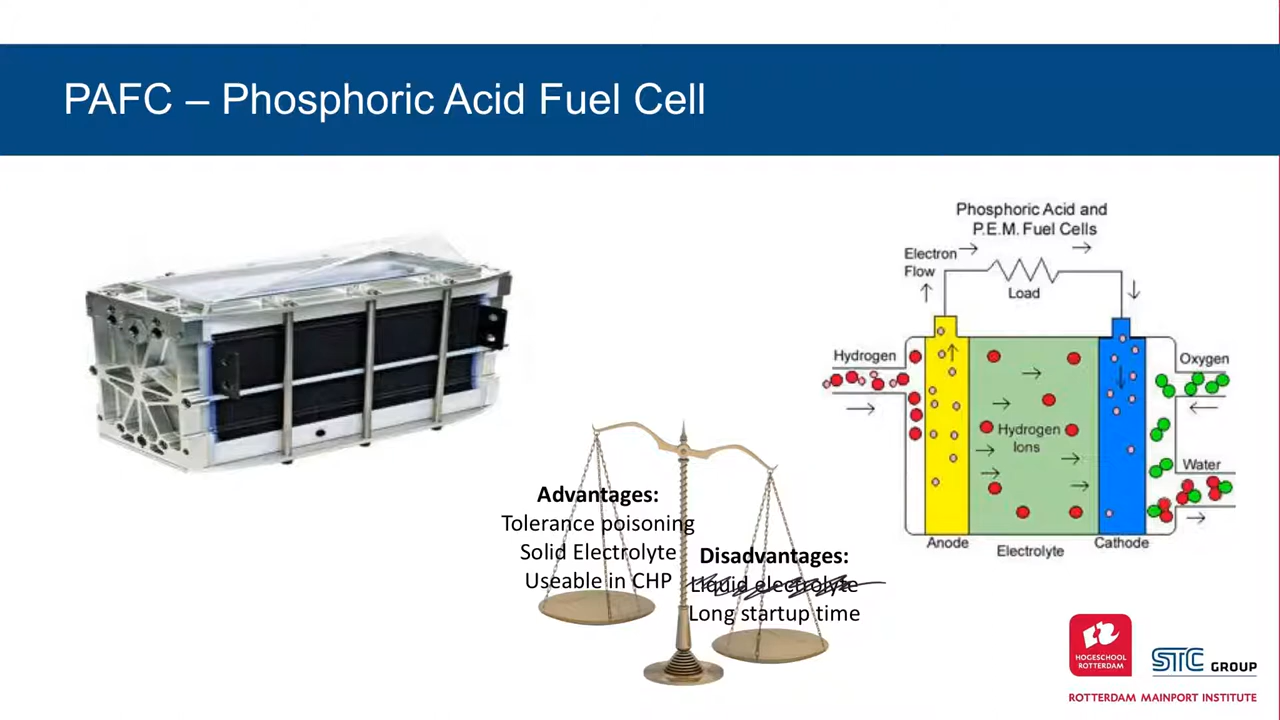 PAFC – Phosphoric Acid Fuel Cell
Phosphoric Acid and
P.E.M. Fuel Cells
Electron
Flow
Load
Hydrogen
Oxygen
Hydrogen
Ions
Water
Anode
Electrolyte
Cathode
Advantages:
Tolerance poisoning
Solid Electrolyte
Useable in CHP
Disadvantages:
Liquid electrolyte
Long startup time
HOGESCHOOL
ROTTERDAM
STC GROUP
ROTTERDAM MAINPORT INSTITUTE